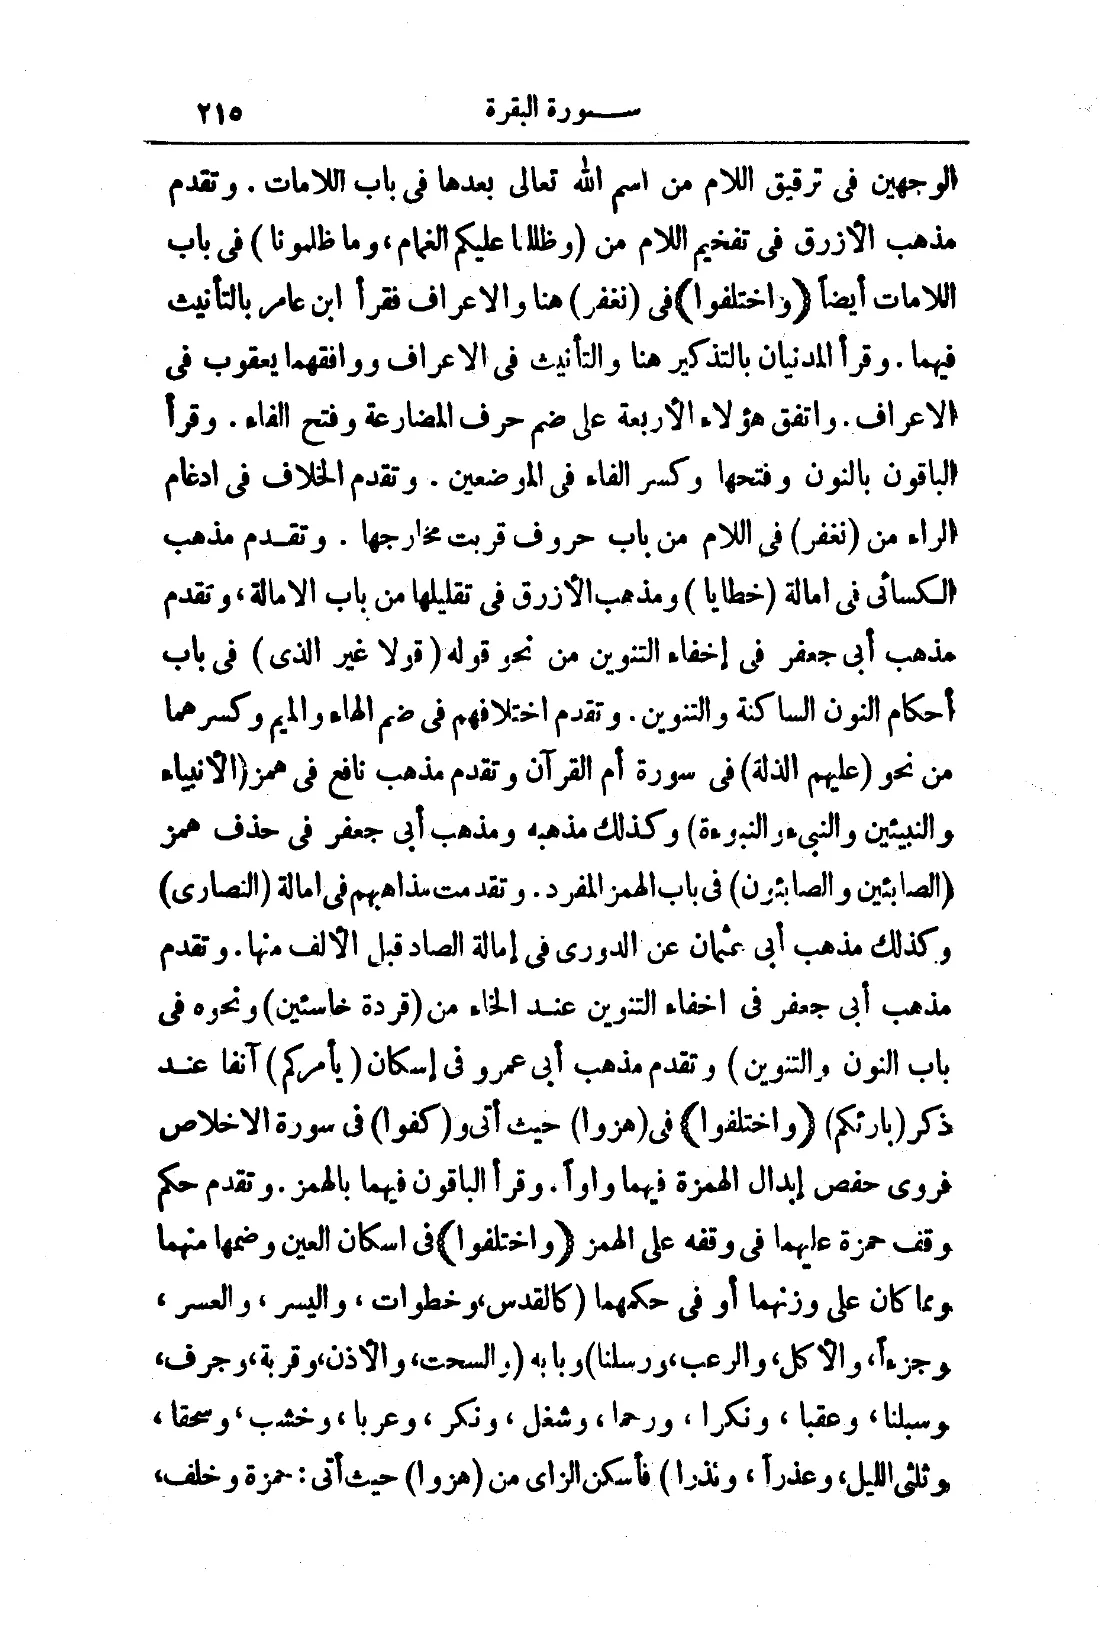 سورة البقرة ٢١٥
الوجهين فى ترقيق اللام من اسم الله تعالى بعدها فى باب اللامات . وتقدم
مذهب الأزرق فى تفخيم اللام من (وظللنا عليكم الغمام، وما ظلمونا) فى باب
اللامات أيضاً (واختلفوا) فى (نغفر) هنا والاعراف فقرأ ابن عامر بالتأنيث
فيهما . وقرأ المدنيان بالتذكير هنا والتأنيث فى الاعراف ووافقهما يعقوب فى
الاعراف . واتفق هؤلاء الأربعة على ضم حرف المضارعة وفتح الفاء . وقرأ
الباقون بالنون وفتحها وكسر الفاء فى الموضعين . وتقدم الخلاف فى ادغام
الراء من (نغفر) فى اللام من باب حروف قربت مخارجها . وتقدم مذهب
الكسائى فى امالة (خطايا) ومذهب الأزرق فى تقليلها من باب الامالة، وتقدم
مذهب أبى جعفر فى إخفاء التنوين من نحو قوله (قولا غير الذى) فى باب
أحكام النون الساكنة والتنوين . وتقدم اختلافهم فى ضم الهاء والميم وكسرهما
من نحو (عليهم الذلة) فى سورة أم القرآن وتقدم مذهب نافع فى همز (الأنبياء
والنبيئين والنبىء والنبوءة) وكذلك مذهبه ومذهب أبى جعفر فى حذف همز
(الصابئين والصابئون) فى باب الهمز المفرد . وتقدمت مذاهبهم فى امالة (النصارى)
وكذلك مذهب أبى عثمان عن الدورى فى إمالة الصاد قبل الألف منها . وتقدم
مذهب أبى جعفر فى اخفاء التنوين عند الخاء من (قردة خاسئين) ونحوه فى
باب النون والتنوين) وتقدم مذهب أبى عمرو فى إسكان (يأمركم) آنفا عند
ذكر (بارئكم) (واختلفوا) فى (هزوا) حيث أتى و(كفوا) فى سورة الاخلاص
فروى حفص إبدال الهمزة فيهما واواً . وقرأ الباقون فيهما بالهمز . وتقدم حكم
وقف حمزة عليهما فى وقفه على الهمز (واختلفوا) فى اسكان العين وضمها منهما
ومما كان على وزنهما أو فى حكمهما (كالقدس، وخطوات ، واليسر ، والعسر ،
وجزءاً، والأكل، والرعب، ورسلنا) وبابه (والسحت، والأذن، وقربة، وجرف،
وسبلنا، وعقبا ، ونكرا ، ورحما ، وشغل ، ونكر ، وعربا ، وخشب ، وسحقا ،
وثلثى الليل، وعذراً ، ونذرا) فأسكن الزاى من (هزوا) حيث أتى : حمزة وخلف،